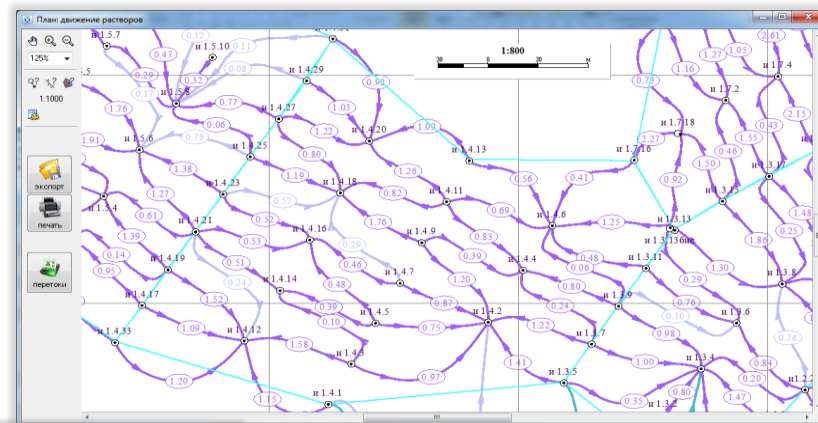 План: движение растворов
125%
1:1000
экспорт
печать
перетоки
1:800
20 0 20 м
и 1.5.7 0.12 0.11
0.47 и 1.5.10
0.29 0.32 0.08 и 1.4.29 0.92
0.17 и 1.5.8
1.76 0.77 и 1.4.27 1.03
0.06 1.22 и 1.4.20 1.09
1.91 и 1.5.6 0.76 и 1.4.25 0.80 и 1.4.13
1.38 1.19 и 1.4.18 1.26
и 1.4.23 0.57 0.82 и 1.4.11 0.56 0.41
и 1.5.4 1.27 0.61 0.52 1.76 0.69 и 1.4.6 1.25
1.39 и 1.4.21 0.53 и 1.4.16 0.29 и 1.4.9 0.83
0.14 0.51 0.46 0.39 0.48
0.95 и 1.4.19 0.24 и 1.4.14 0.48 и 1.4.7 1.20 и 1.4.4 0.06
и 1.4.17 1.52 0.39 и 1.4.5 0.87 0.80 0.24
и 1.4.33 1.09 и 1.4.12 0.10 0.75 и 1.4.2 1.22
1.58 и 1.4.3 1.41
1.20 0.97
1.15 и 1.4.1
0.73 1.16 1.27 1.05 2.61
и 1.7.4
и 1.7.2
2.15
и 1.7.18 1.55 0.43
2.27 0.46
и 1.7.16 1.50 и 1.3.17
0.92
и 1.3.13 1.48
и 1.3.13бис 1.86 0.25
и 1.3.11 1.30 и 1.3.8
0.29
и 1.3.9 0.76 и 1.3.6
0.10 0.76
и 1.3.7 0.98
1.00 и 1.3.4 0.84
и 1.3.5 0.80 0.20 и1.2.2
0.35 и 1.3.2 1.47